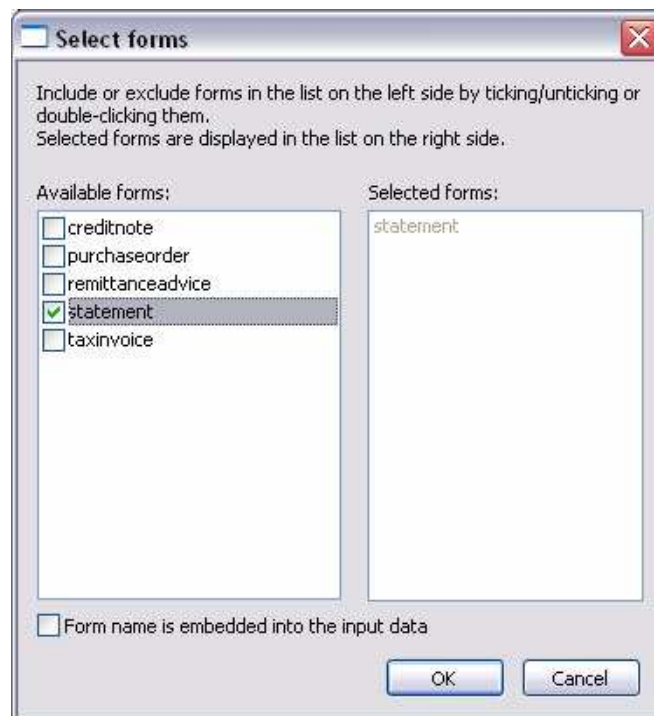 Select forms
Include or exclude forms in the list on the left side by ticking/unticking or
double-clicking them.
Selected forms are displayed in the list on the right side.
Available forms:
creditnote
purchaseorder
remittanceadvice
statement
taxinvoice
Selected forms:
statement
Form name is embedded into the input data
OK
Cancel